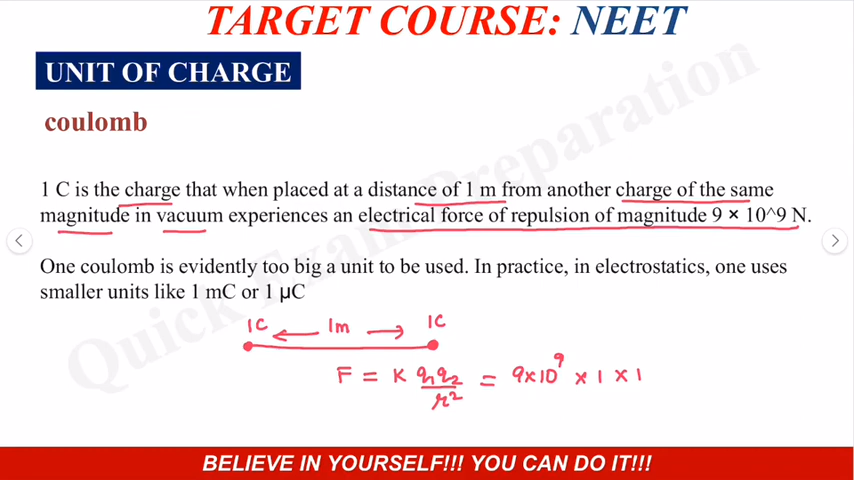 TARGET COURSE: NEET
UNIT OF CHARGE
coulomb
1 C is the charge that when placed at a distance of 1 m from another charge of the same
magnitude in vacuum experiences an electrical force of repulsion of magnitude 9 × 10^9 N.
One coulomb is evidently too big a unit to be used. In practice, in electrostatics, one uses
smaller units like 1 mC or 1 μC
1C ← 1m → 1C
F = K q₁q₂/r² = 9×10⁹ × 1 × 1
BELIEVE IN YOURSELF!!! YOU CAN DO IT!!!
Quick Exam Preparation